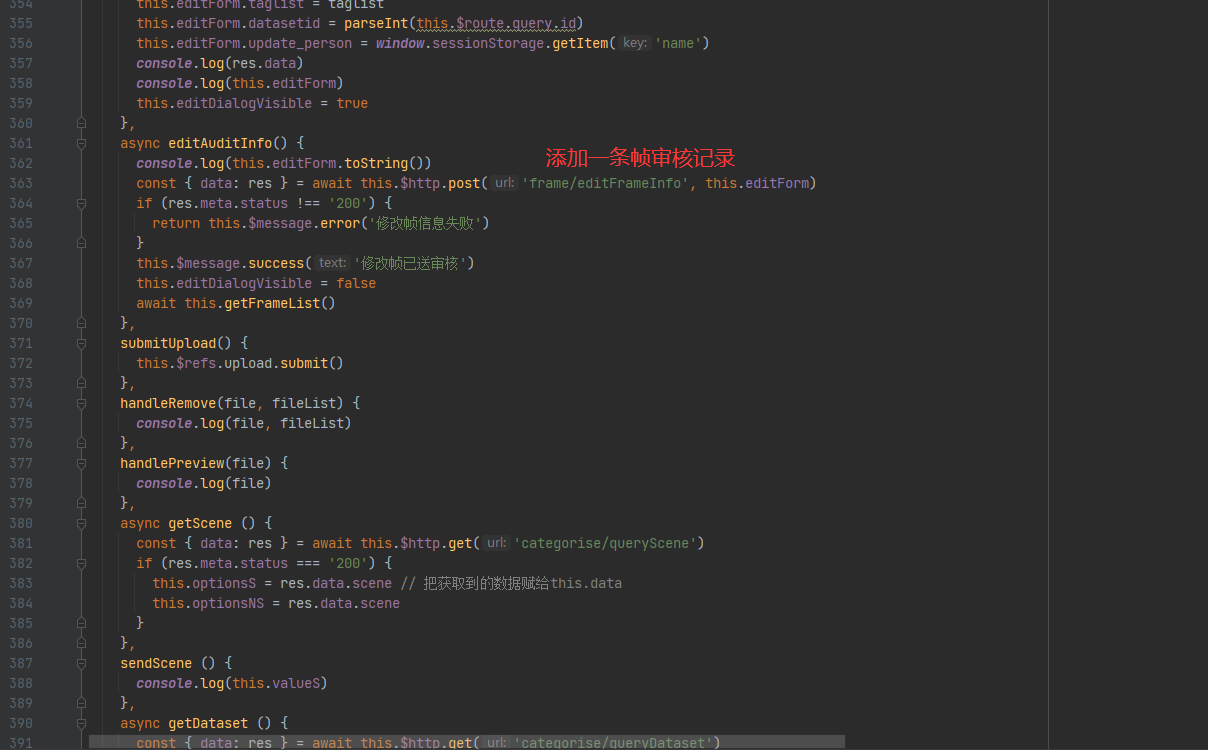 354 this.editForm.taglist = taglist
355 this.editForm.datasetid = parseInt(this.$route.query.id)
356 this.editForm.update_person = window.sessionStorage.getItem( key: 'name')
357 console.log(res.data)
358 console.log(this.editForm)
359 this.editDialogVisible = true
360 },
361 async editAuditInfo() {
添加一条帧审核记录
362 console.log(this.editForm.toString())
363 const { data: res } = await this.$http.post( url: 'frame/editFrameInfo', this.editForm)
364 if (res.meta.status !== '200') {
365 return this.$message.error('修改帧信息失败')
366 }
367 this.$message.success( text: '修改帧已送审核')
368 this.editDialogVisible = false
369 await this.getFrameList()
370 },
371 submitUpload() {
372 this.$refs.upload.submit()
373 },
374 handleRemove(file, fileList) {
375 console.log(file, fileList)
376 },
377 handlePreview(file) {
378 console.log(file)
379 },
380 async getScene () {
381 const { data: res } = await this.$http.get( url: 'categorise/queryScene')
382 if (res.meta.status === '200') {
383 this.optionsS = res.data.scene // 把获取到的数据赋给this.data
384 this.optionsNS = res.data.scene
385 }
386 },
387 sendScene () {
388 console.log(this.valueS)
389 },
390 async getDataset () {
391 const { data: res } = await this.$http.get( url: 'categorise/queryDataset')